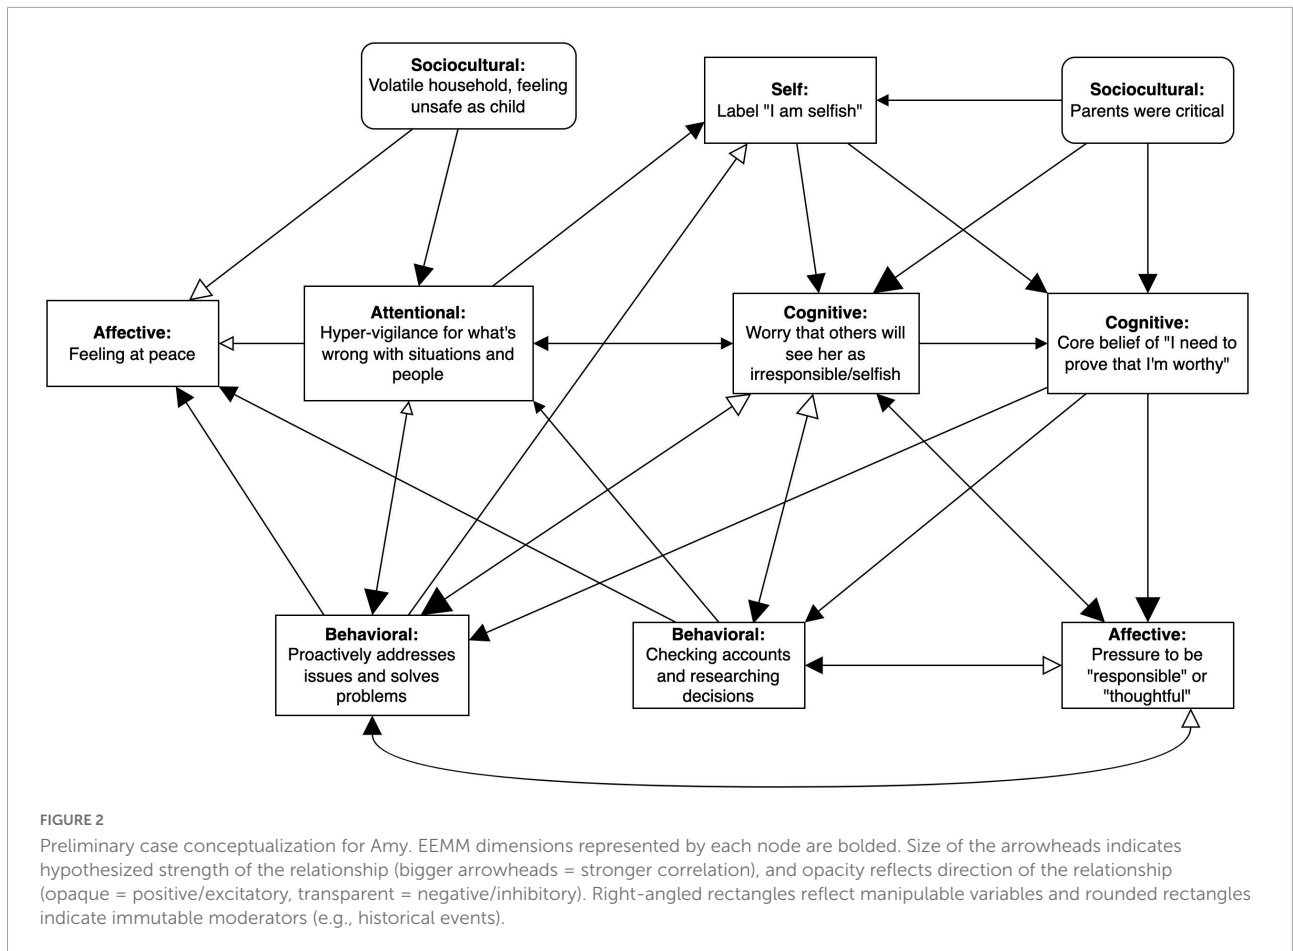 Sociocultural:
Volatile household, feeling
unsafe as child
Self:
Label "I am selfish"
Sociocultural:
Parents were critical
Affective:
Feeling at peace
Attentional:
Hyper-vigilance for what's
wrong with situations and
people
Cognitive:
Worry that others will
see her as
irresponsible/selfish
Cognitive:
Core belief of "I need to
prove that I'm worthy"
Behavioral:
Proactively addresses
issues and solves
problems
Behavioral:
Checking accounts
and researching
decisions
Affective:
Pressure to be
"responsible" or
"thoughtful"
FIGURE 2
Preliminary case conceptualization for Amy. EEMM dimensions represented by each node are bolded. Size of the arrowheads indicates
hypothesized strength of the relationship (bigger arrowheads = stronger correlation), and opacity reflects direction of the relationship
(opaque = positive/excitatory, transparent = negative/inhibitory). Right-angled rectangles reflect manipulable variables and rounded rectangles
indicate immutable moderators (e.g., historical events).